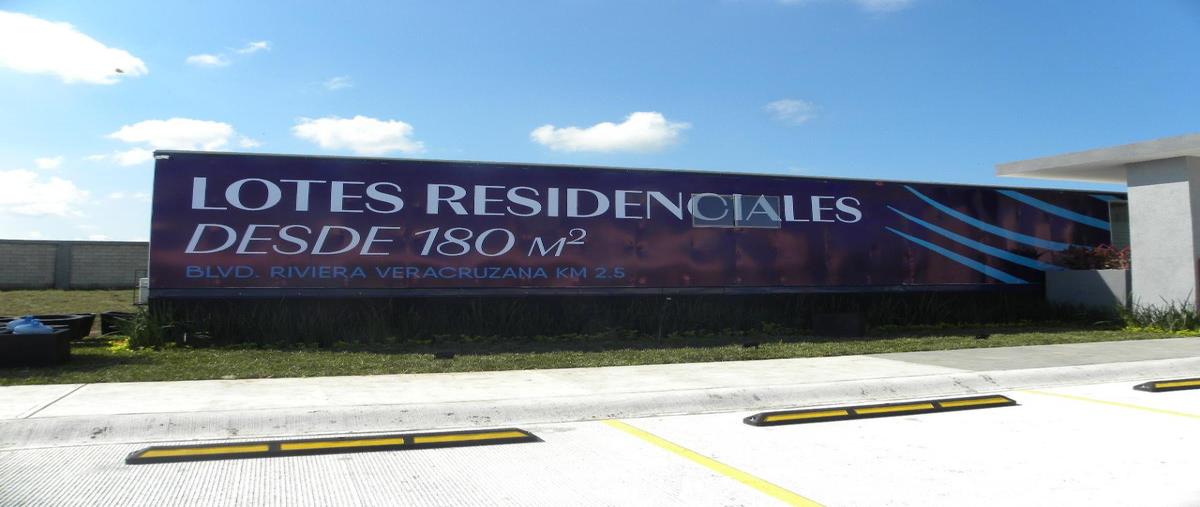 LOTES RESIDENCIALES
DESDE 180 M²
BLVD. RIVIERA VERACRUZANA KM 2.5